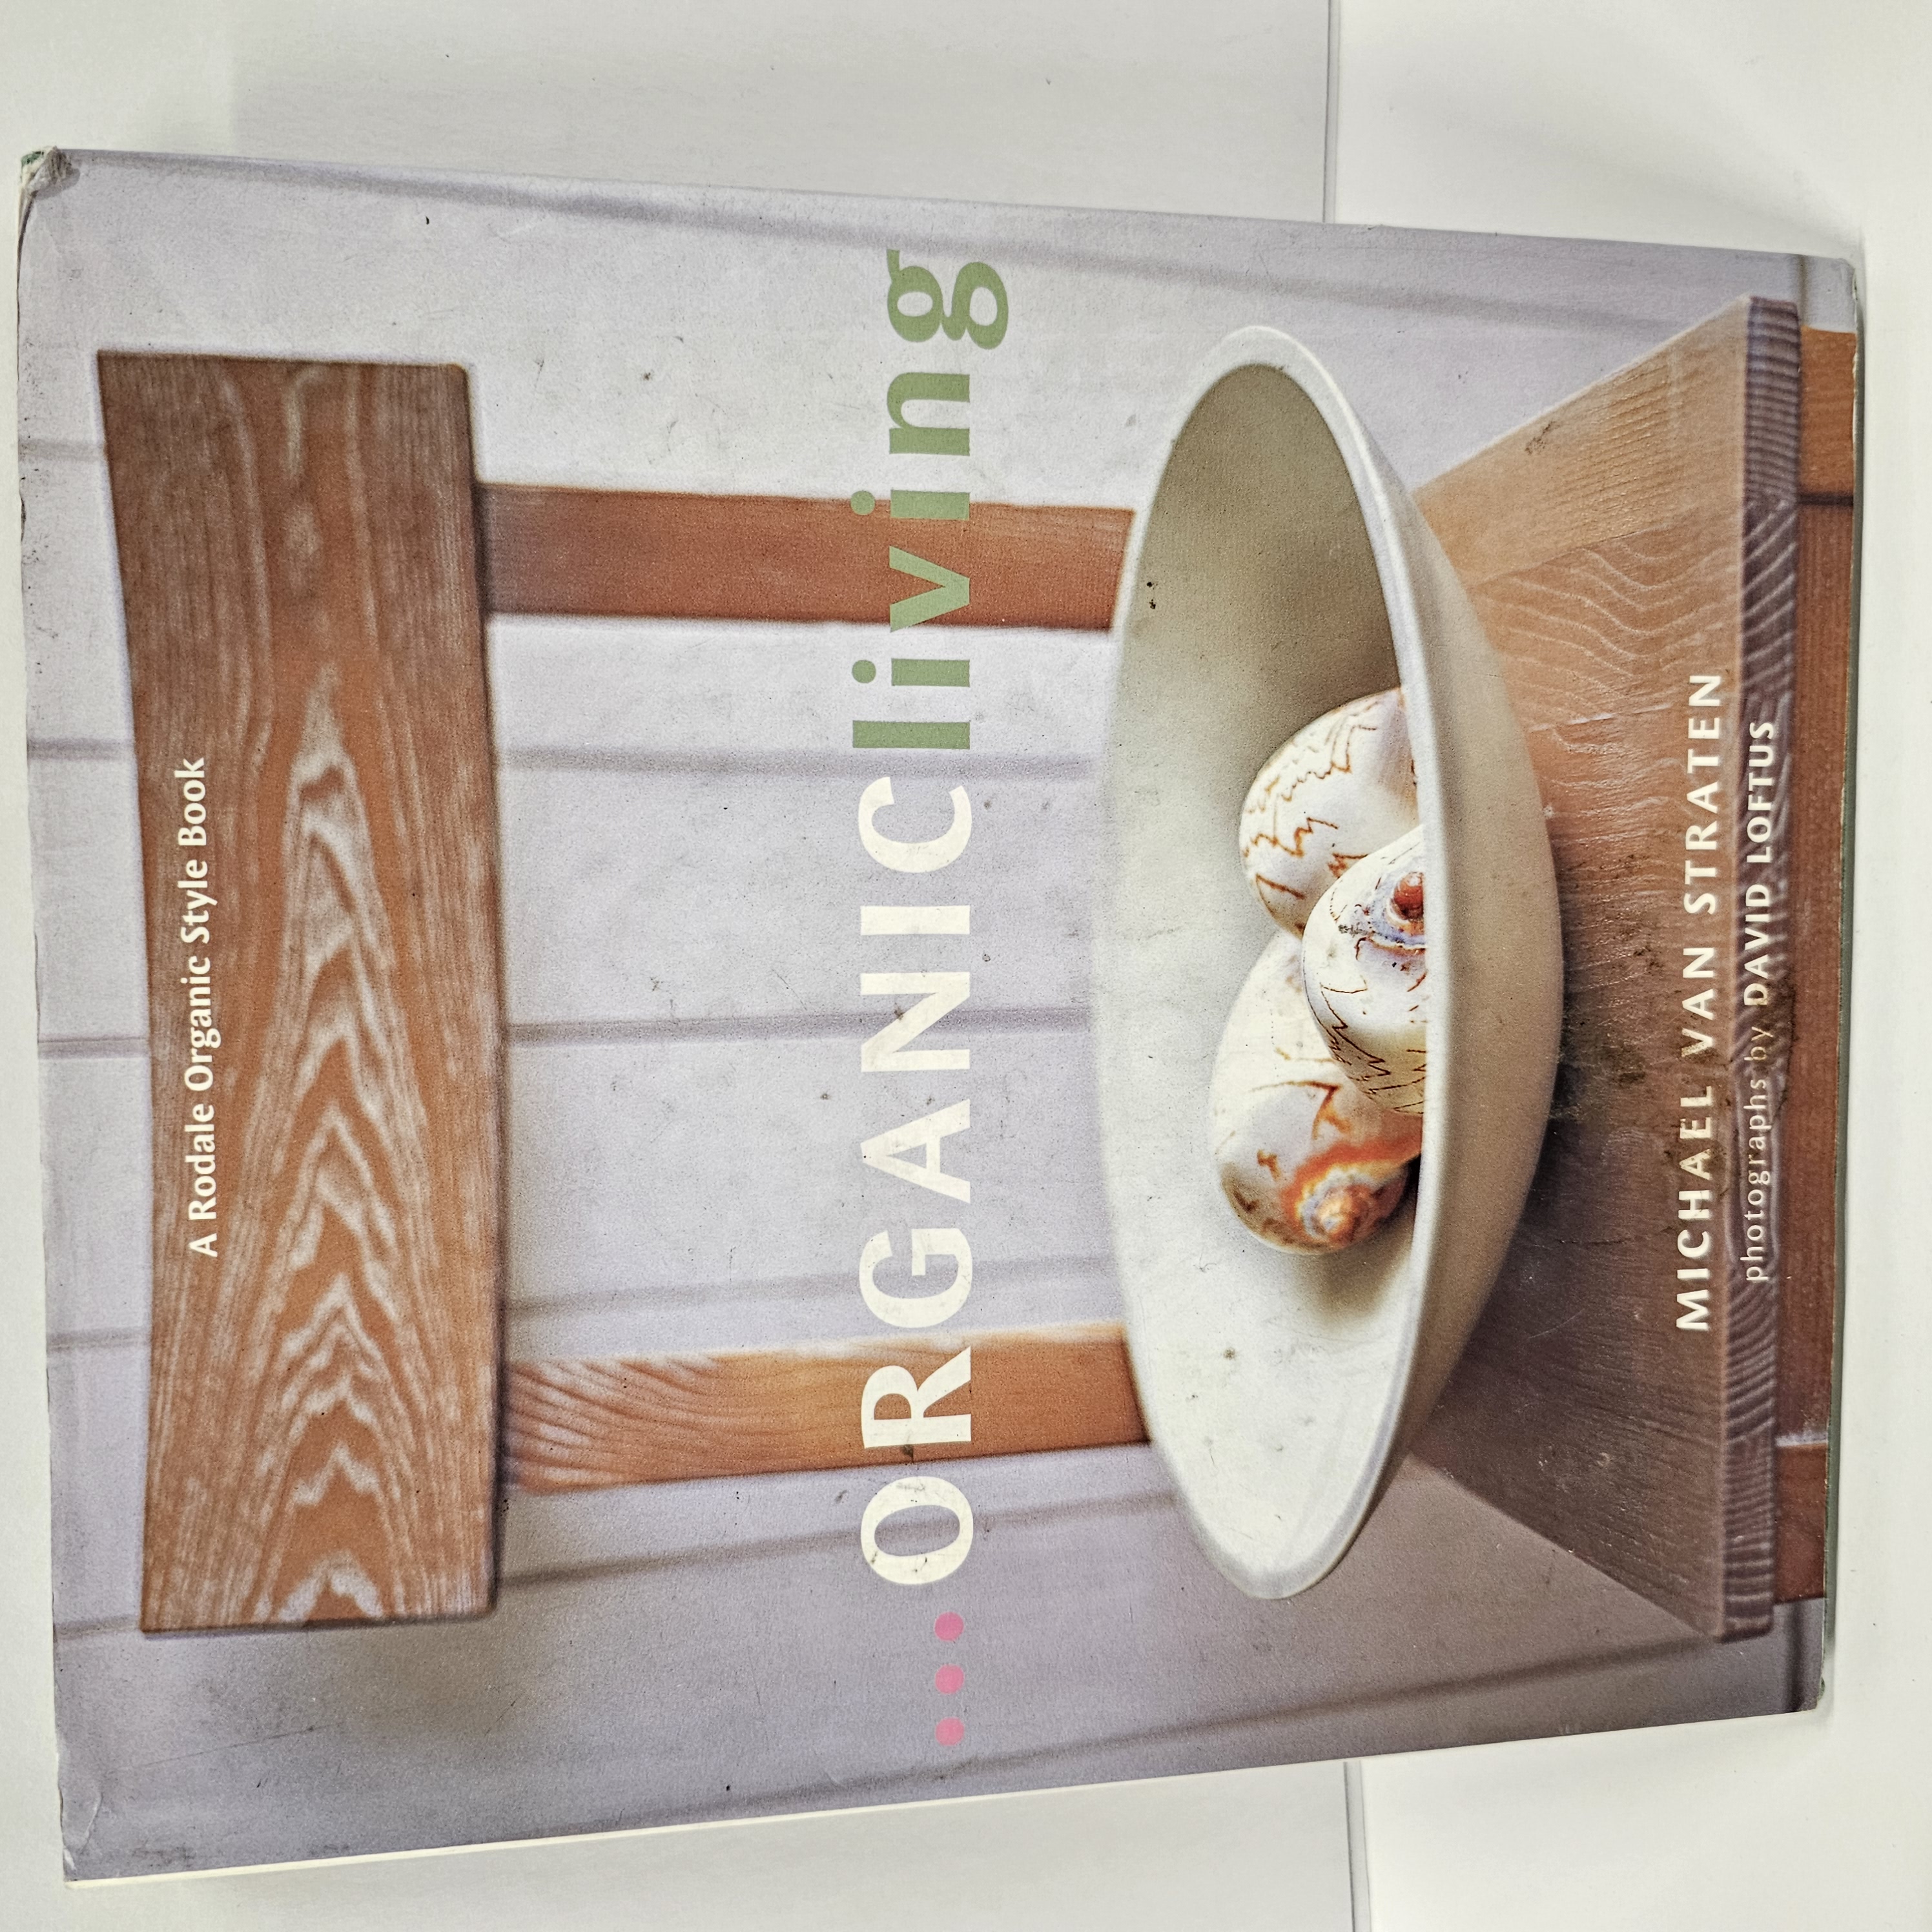 A Rodale Organic Style Book
...ORGANICliving
MICHAEL VAN STRATEN
photographs by DAVID LOFTUS